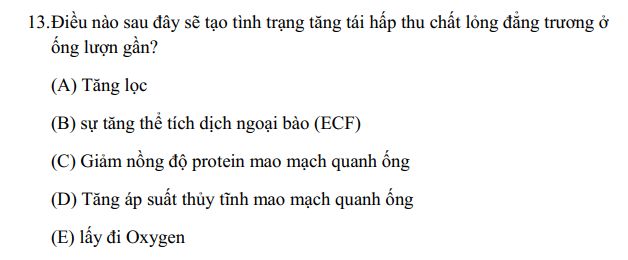 13.Điều nào sau đây sẽ tạo tình trạng tăng tái hấp thu chất lỏng đẳng trương ở
ống lượn gần?
(A) Tăng lọc
(B) sự tăng thể tích dịch ngoại bào (ECF)
(C) Giảm nồng độ protein mao mạch quanh ống
(D) Tăng áp suất thủy tĩnh mao mạch quanh ống
(E) lấy đi Oxygen